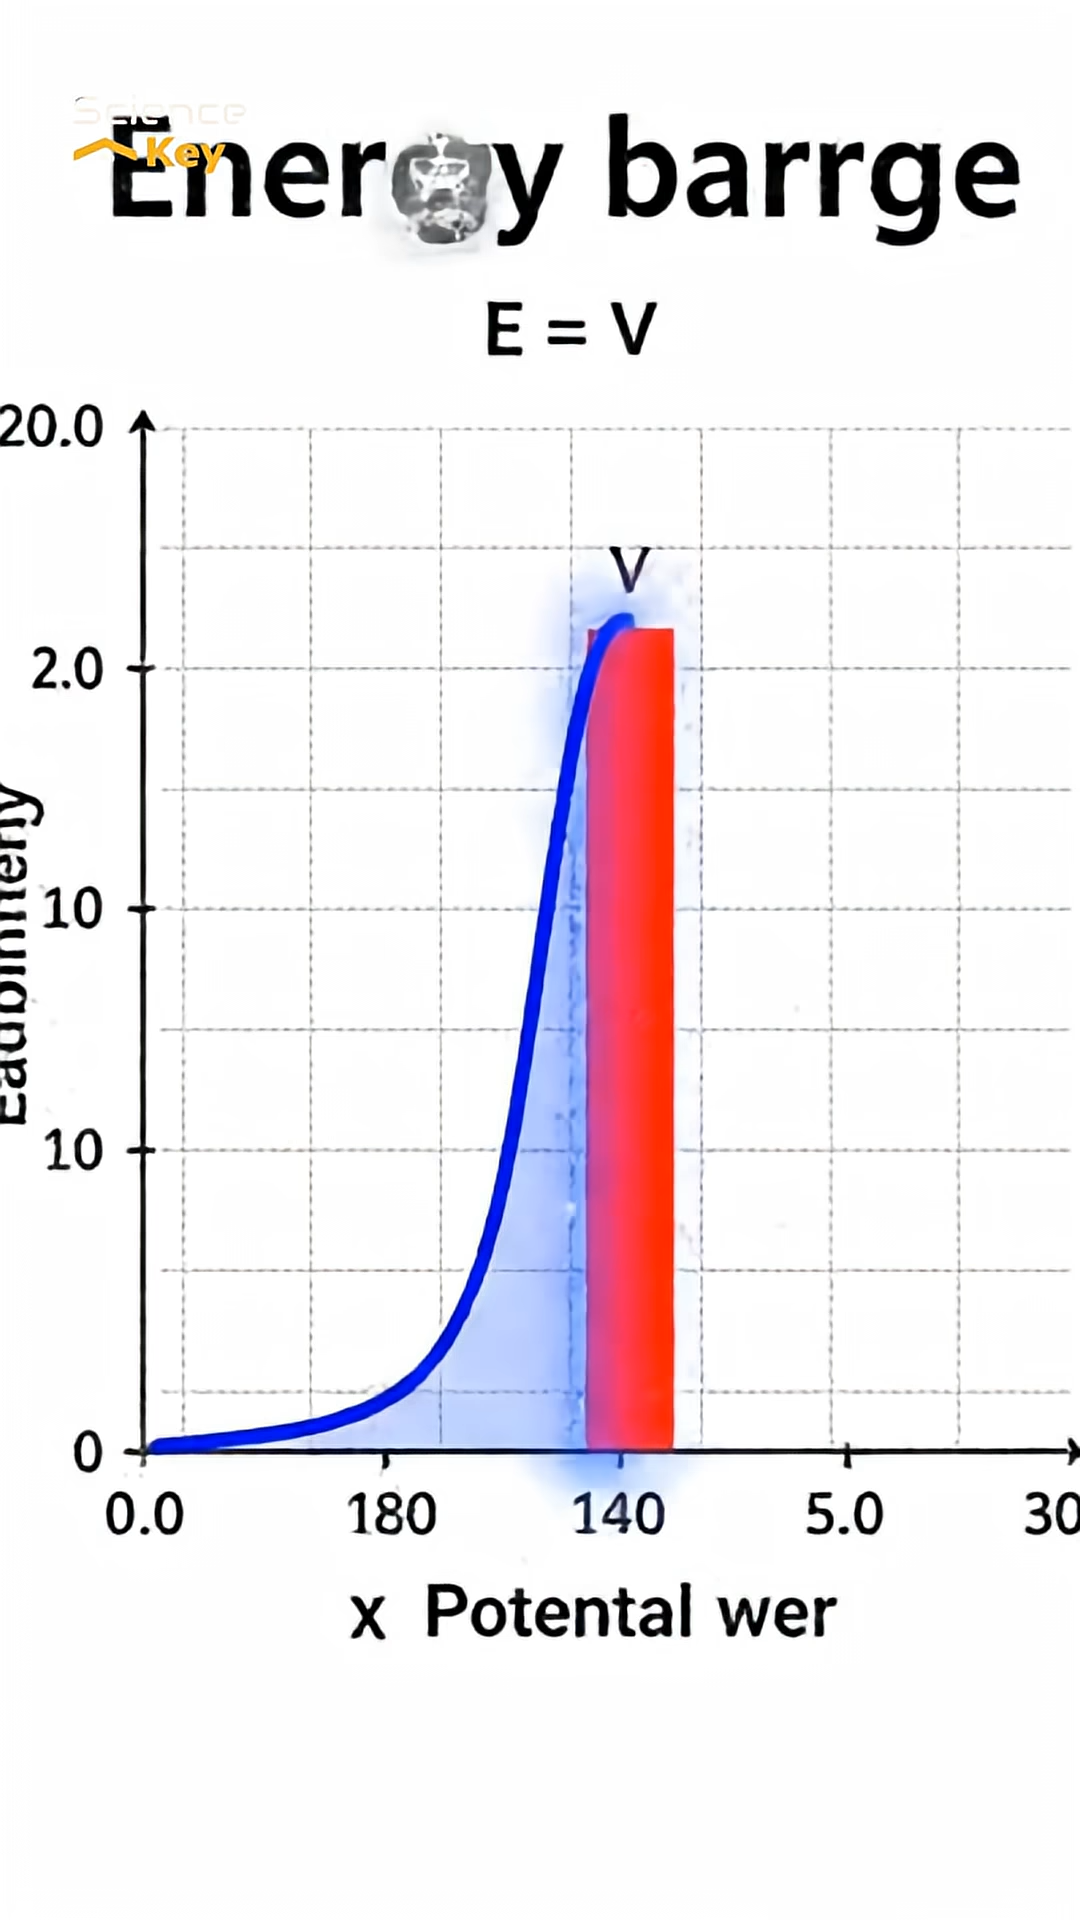 Science
Key
Energy barrge
E = V
20.0
V
2.0
10
10
0
0.0 180 140 5.0 30
x Potental wer